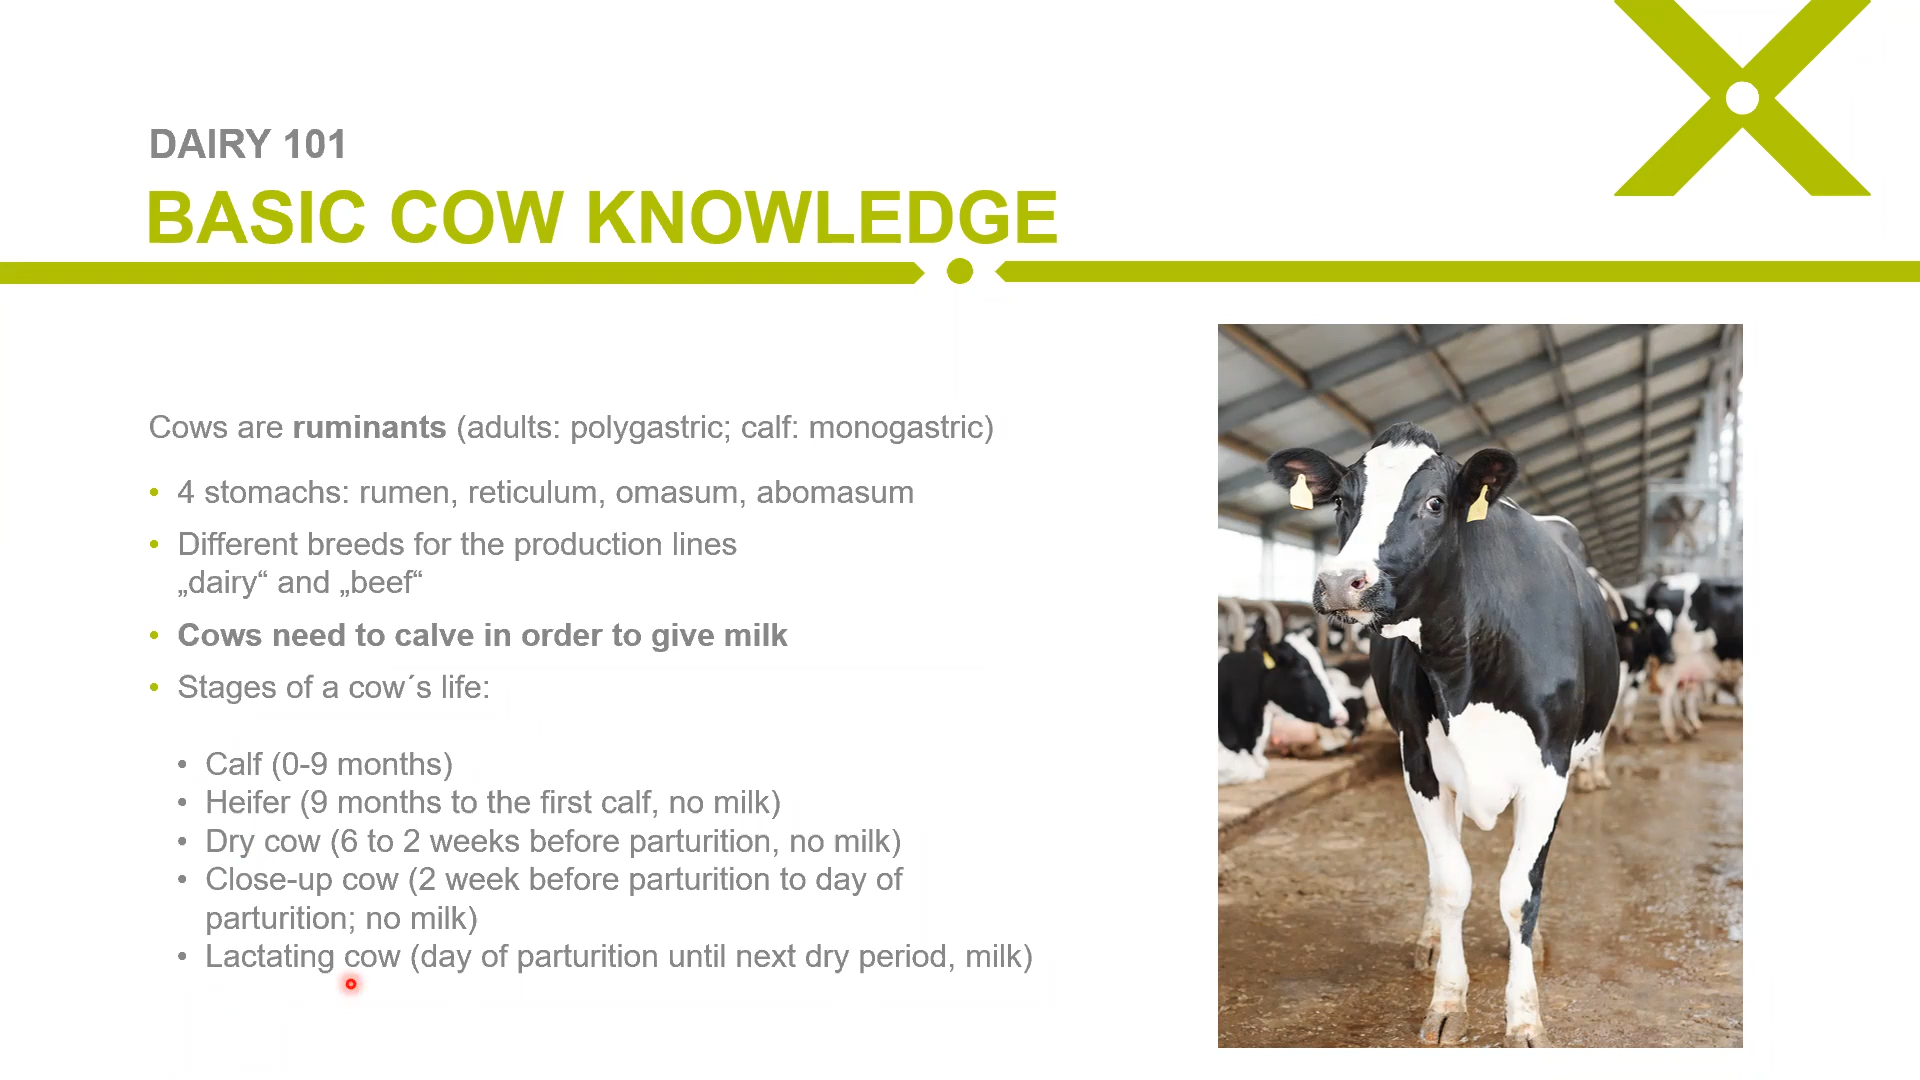 DAIRY 101
BASIC COW KNOWLEDGE
Cows are ruminants (adults: polygastric; calf: monogastric)
• 4 stomachs: rumen, reticulum, omasum, abomasum
• Different breeds for the production lines
„dairy“ and „beef“
• Cows need to calve in order to give milk
• Stages of a cow´s life:
• Calf (0-9 months)
• Heifer (9 months to the first calf, no milk)
• Dry cow (6 to 2 weeks before parturition, no milk)
• Close-up cow (2 week before parturition to day of
parturition; no milk)
• Lactating cow (day of parturition until next dry period, milk)